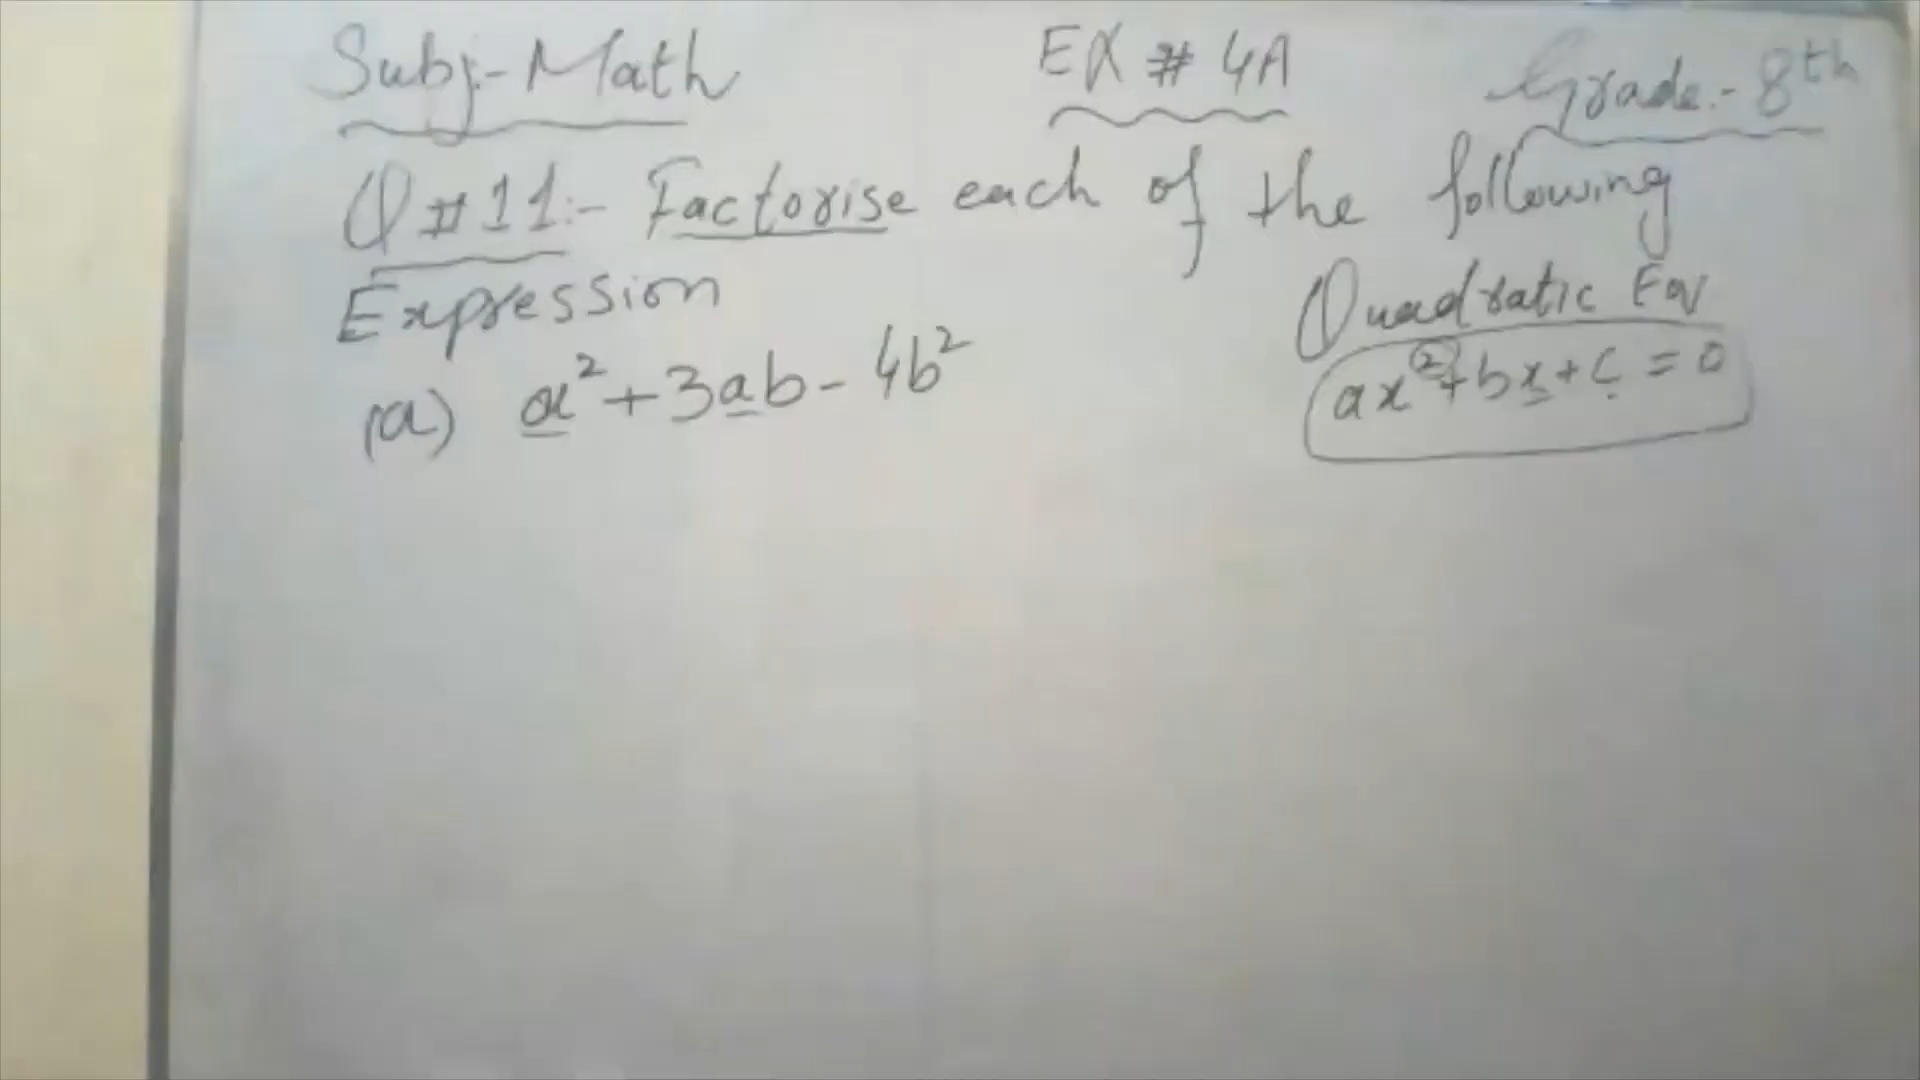 Subj:- Math EX # 4A Grade:- 8th
Q # 11:- Factorise each of the following
Expression
Quadratic Eqn
(a) a² + 3ab - 4b²
ax² + bx + c = 0